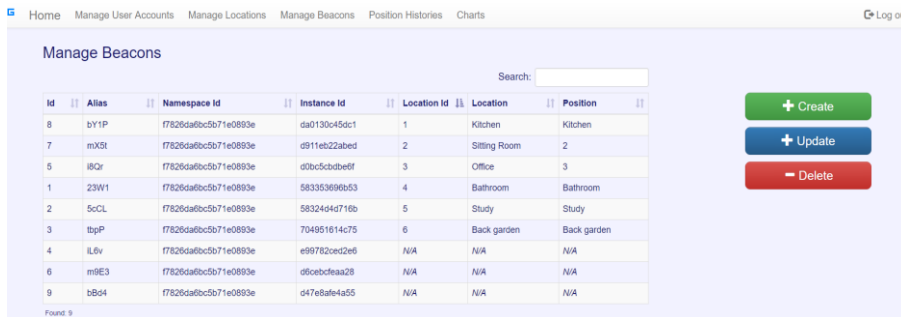 Home Manage User Accounts Manage Locations Manage Beacons Position Histories Charts Log o
Manage Beacons
Search:
Id Alias Namespace Id Instance Id Location Id Location Position
8 bY1P f7826da6bc5b71e0893e da0130c45dc1 1 Kitchen Kitchen
7 mX5t f7826da6bc5b71e0893e d911eb22abed 2 Sitting Room 2
5 i8Qr f7826da6bc5b71e0893e d0bc5cbdbe6f 3 Office 3
1 23W1 f7826da6bc5b71e0893e 583353696b53 4 Bathroom Bathroom
2 5cCL f7826da6bc5b71e0893e 58324d4d716b 5 Study Study
3 tbpP f7826da6bc5b71e0893e 704951614c75 6 Back garden Back garden
4 iL6v f7826da6bc5b71e0893e e99782ced2e6 N/A N/A N/A
6 m9E3 f7826da6bc5b71e0893e d6cebcfeaa28 N/A N/A N/A
9 bBd4 f7826da6bc5b71e0893e d47e8afe4a55 N/A N/A N/A
Found: 9
Create
Update
Delete